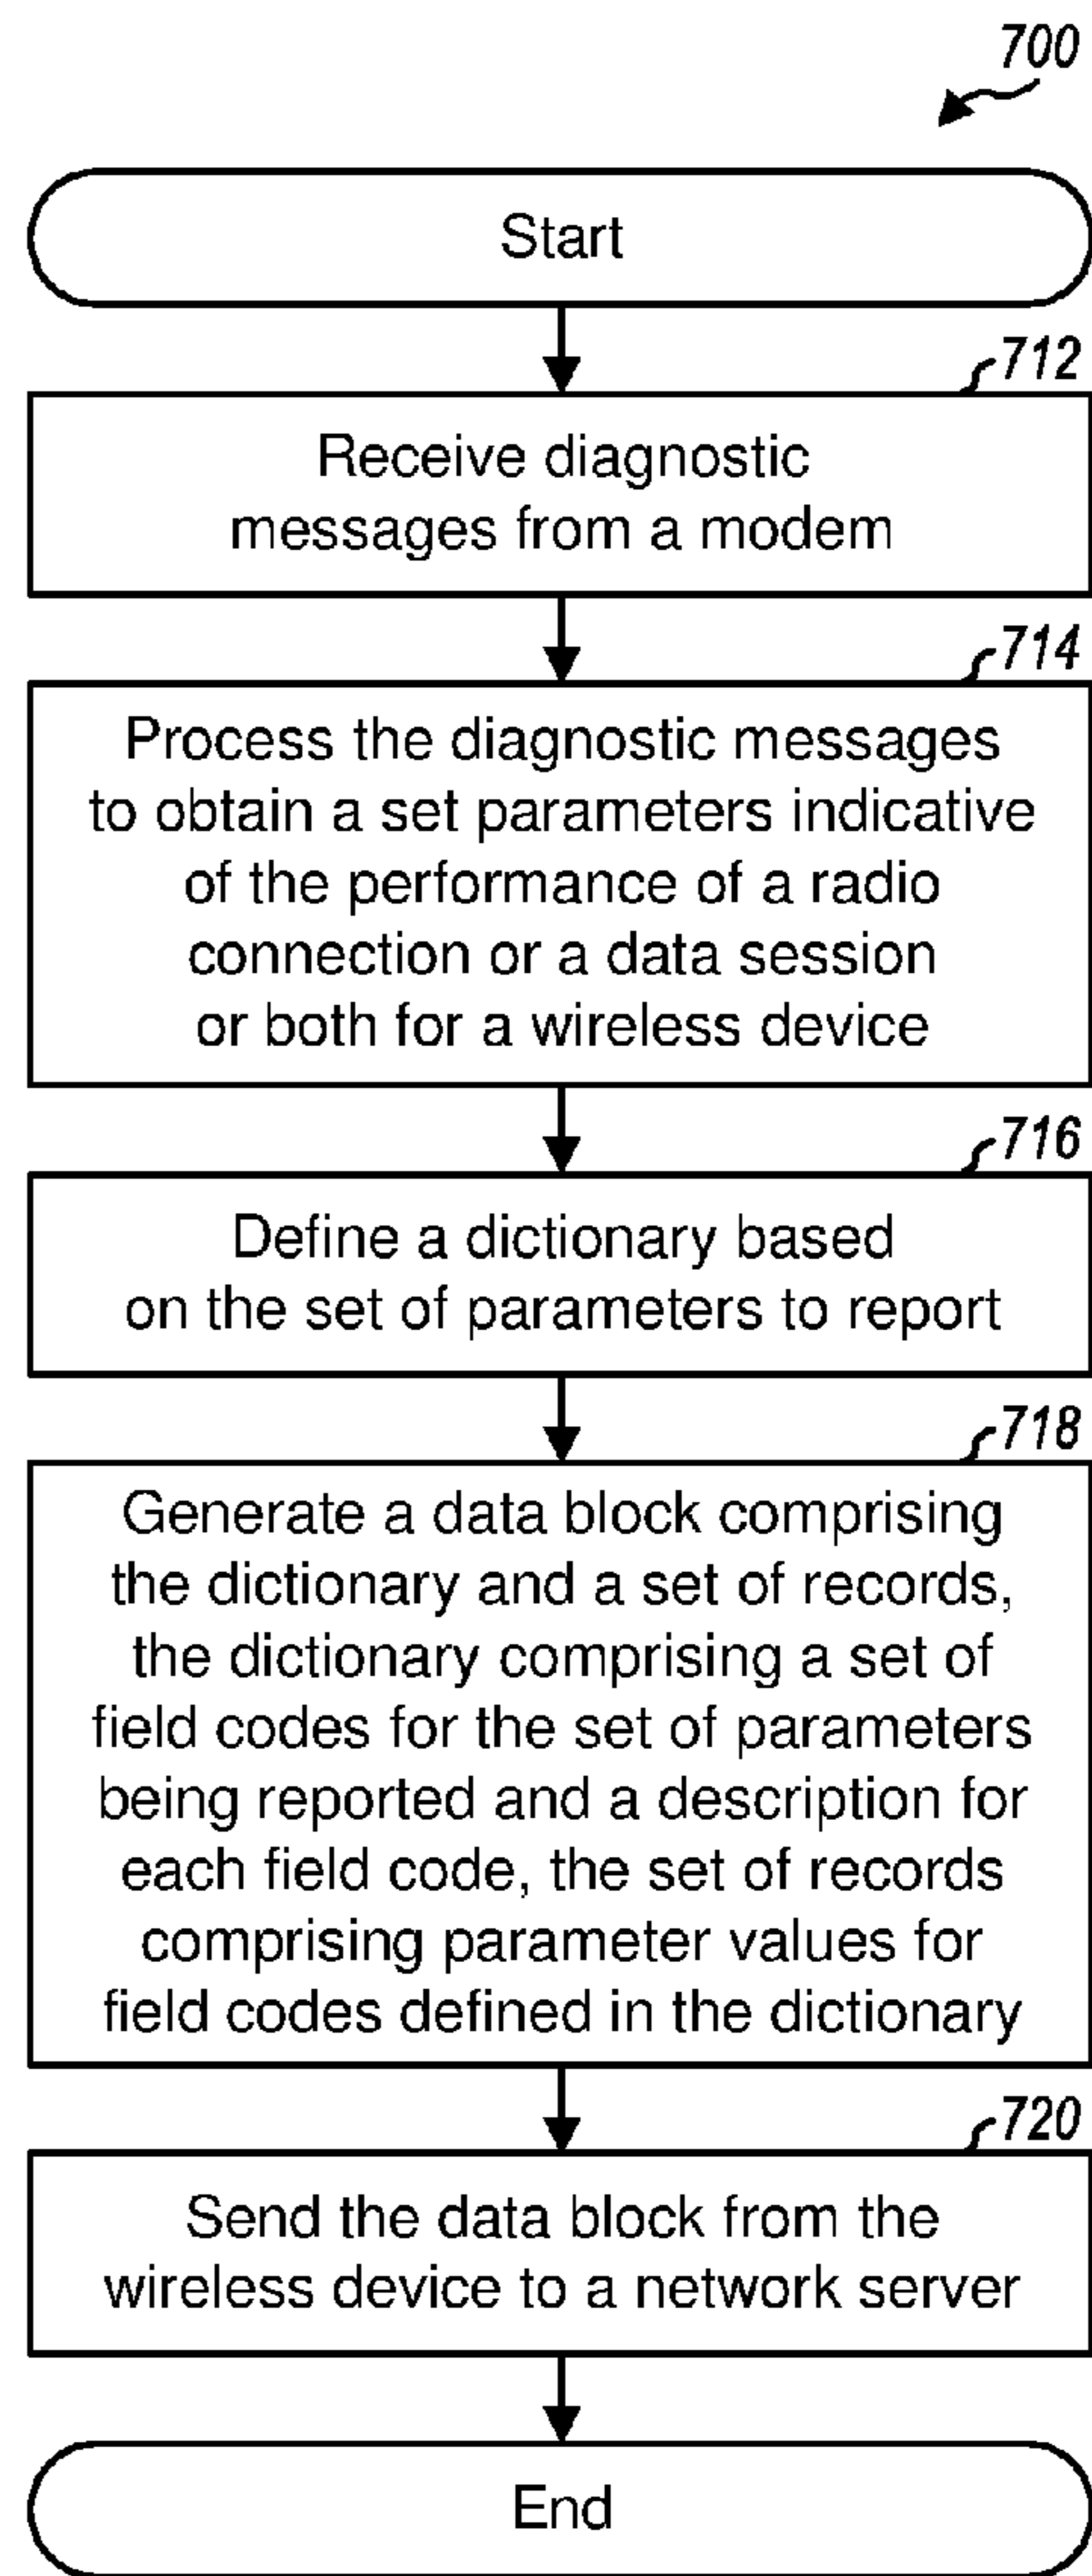 700
Start
712
Receive diagnostic
messages from a modem
714
Process the diagnostic messages
to obtain a set parameters indicative
of the performance of a radio
connection or a data session
or both for a wireless device
716
Define a dictionary based
on the set of parameters to report
718
Generate a data block comprising
the dictionary and a set of records,
the dictionary comprising a set of
field codes for the set of parameters
being reported and a description for
each field code, the set of records
comprising parameter values for
field codes defined in the dictionary
720
Send the data block from the
wireless device to a network server
End